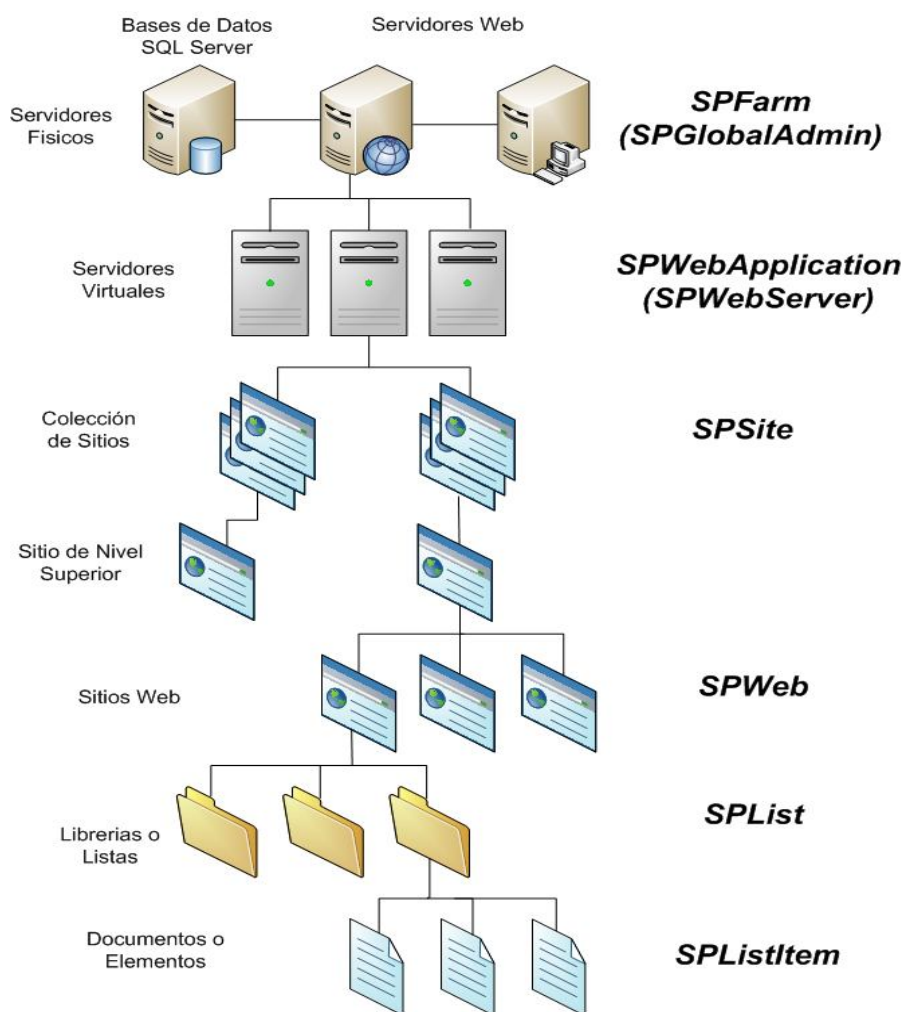 Bases de Datos
SQL Server
Servidores Web
Servidores
Fisicos
SPFarm
(SPGlobalAdmin)
Servidores
Virtuales
SPWebApplication
(SPWebServer)
Colección
de Sitios
SPSite
Sitio de Nivel
Superior
Sitios Web
SPWeb
Librerias o
Listas
SPList
Documentos o
Elementos
SPListItem